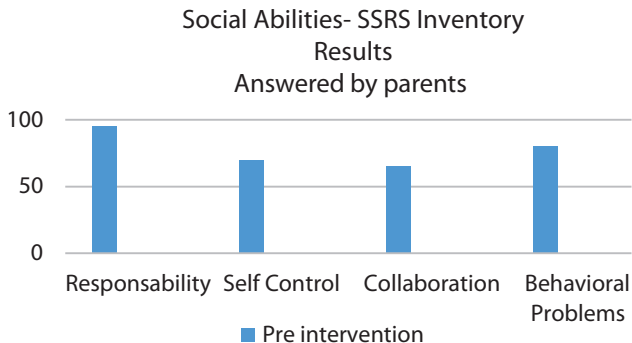 Social Abilities- SSRS Inventory
Results
Answered by parents
100
50
0
Responsability Self Control Collaboration Behavioral
Problems
Pre intervention